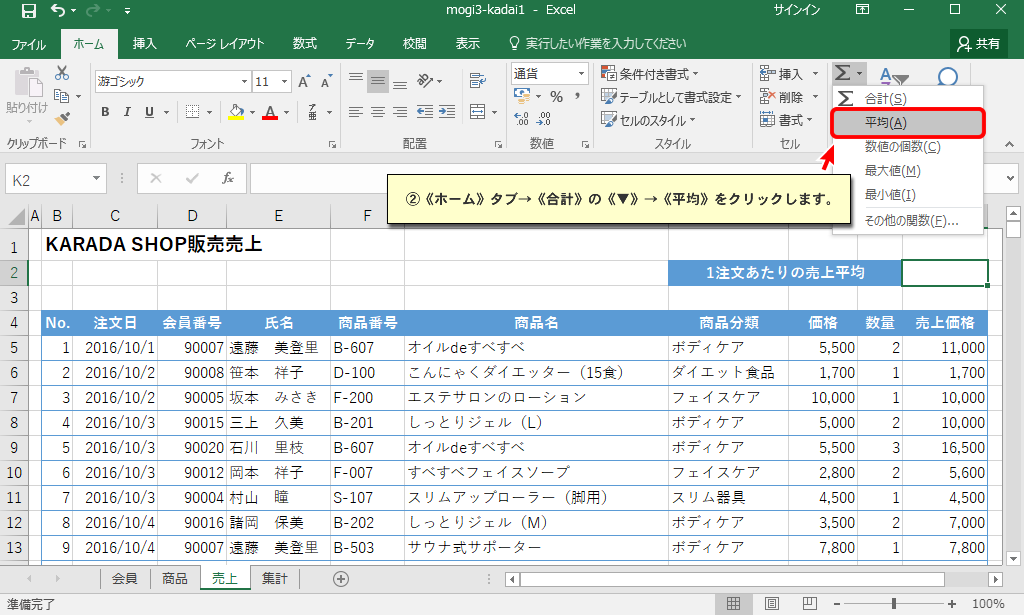 mogi3-kadai1 - Excel サインイン
ファイル ホーム 挿入 ページ レイアウト 数式 データ 校閲 表示 実行したい作業を入力してください 共有
貼り付け 游ゴシック 11 通貨 条件付き書式 挿入
テーブルとして書式設定 削除
B I U セルのスタイル 書式
クリップボード フォント 配置 数値 スタイル セル
合計(S)
平均(A)
数値の個数(C)
最大値(M)
最小値(I)
その他の関数(F)...
K2 fx
②《ホーム》タブ→《合計》の《▼》→《平均》をクリックします。
A B C D E F
1 KARADA SHOP販売売上
2 1注文あたりの売上平均
3
4 No. 注文日 会員番号 氏名 商品番号 商品名 商品分類 価格 数量 売上価格
5 1 2016/10/1 90007 遠藤 美登里 B-607 オイルdeすべすべ ボディケア 5,500 2 11,000
6 2 2016/10/2 90008 笹本 祥子 D-100 こんにゃくダイエッター（15食） ダイエット食品 1,700 1 1,700
7 3 2016/10/2 90005 坂本 みさき F-200 エステサロンのローション フェイスケア 10,000 1 10,000
8 4 2016/10/3 90015 三上 久美 B-201 しっとりジェル（L） ボディケア 5,000 2 10,000
9 5 2016/10/3 90020 石川 里枝 B-607 オイルdeすべすべ ボディケア 5,500 3 16,500
10 6 2016/10/3 90012 岡本 祥子 F-007 すべすべフェイスソープ フェイスケア 2,800 2 5,600
11 7 2016/10/3 90004 村山 瞳 S-107 スリムアップローラー（脚用） スリム器具 4,500 1 4,500
12 8 2016/10/4 90016 諸岡 保美 B-202 しっとりジェル（M） ボディケア 3,500 2 7,000
13 9 2016/10/4 90007 遠藤 美登里 B-503 サウナ式サポーター ボディケア 7,800 1 7,800
会員 商品 売上 集計
準備完了 100%